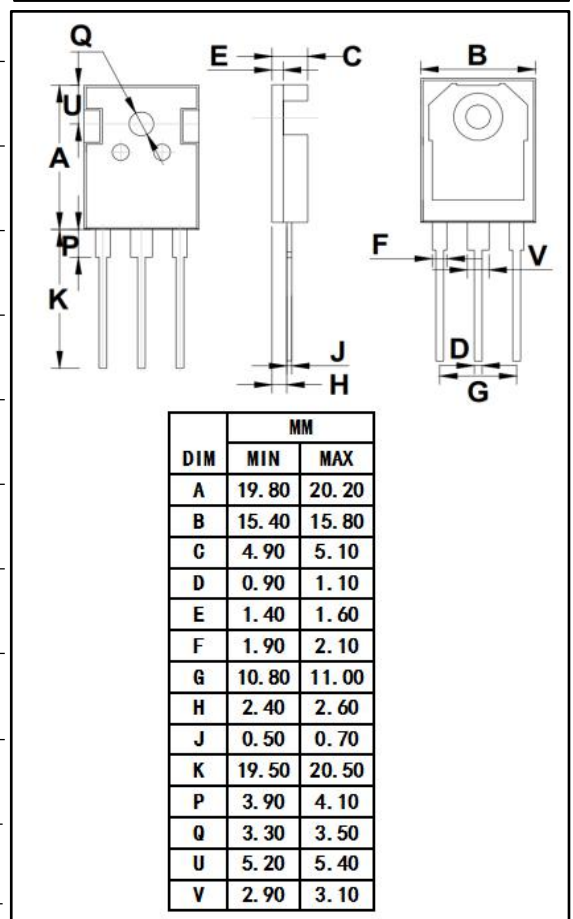 Q
E C B
U
A
P
F V
K
J D
H G
MM
DIM MIN MAX
A 19.80 20.20
B 15.40 15.80
C 4.90 5.10
D 0.90 1.10
E 1.40 1.60
F 1.90 2.10
G 10.80 11.00
H 2.40 2.60
J 0.50 0.70
K 19.50 20.50
P 3.90 4.10
Q 3.30 3.50
U 5.20 5.40
V 2.90 3.10